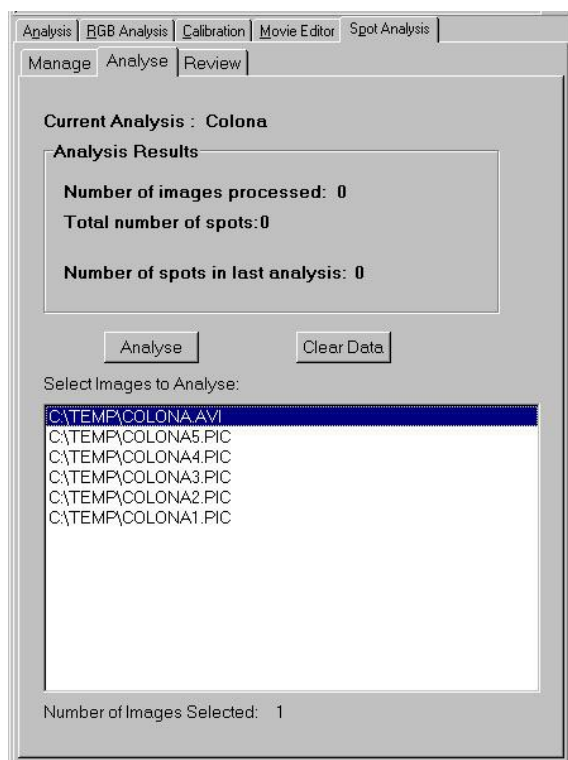 Analysis RGB Analysis Calibration Movie Editor Spot Analysis
Manage Analyse Review
Current Analysis : Colona
Analysis Results
Number of images processed: 0
Total number of spots:0
Number of spots in last analysis: 0
Analyse Clear Data
Select Images to Analyse:
C:\TEMP\COLONA.AVI
C:\TEMP\COLONA5.PIC
C:\TEMP\COLONA4.PIC
C:\TEMP\COLONA3.PIC
C:\TEMP\COLONA2.PIC
C:\TEMP\COLONA1.PIC
Number of Images Selected: 1